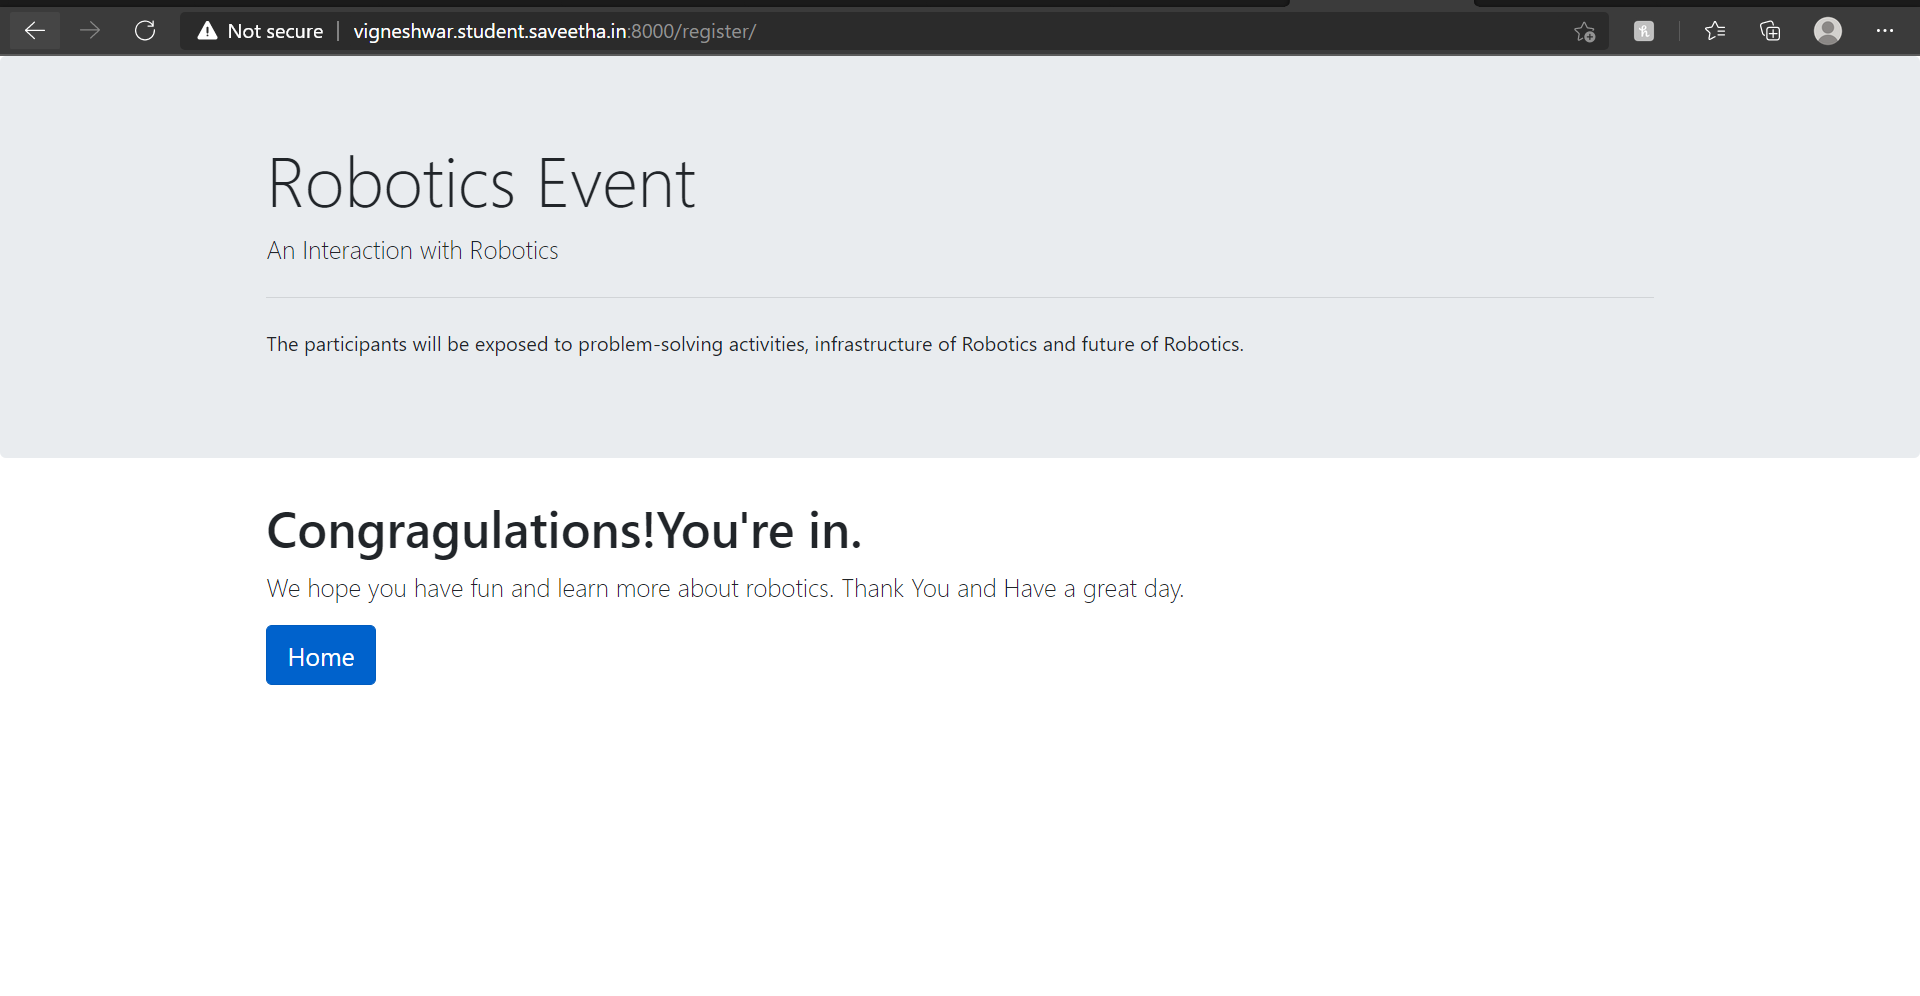 Not secure | vigneshwar.student.saveetha.in:8000/register/
Robotics Event
An Interaction with Robotics
The participants will be exposed to problem-solving activities, infrastructure of Robotics and future of Robotics.
Congragulations!You're in.
We hope you have fun and learn more about robotics. Thank You and Have a great day.
Home